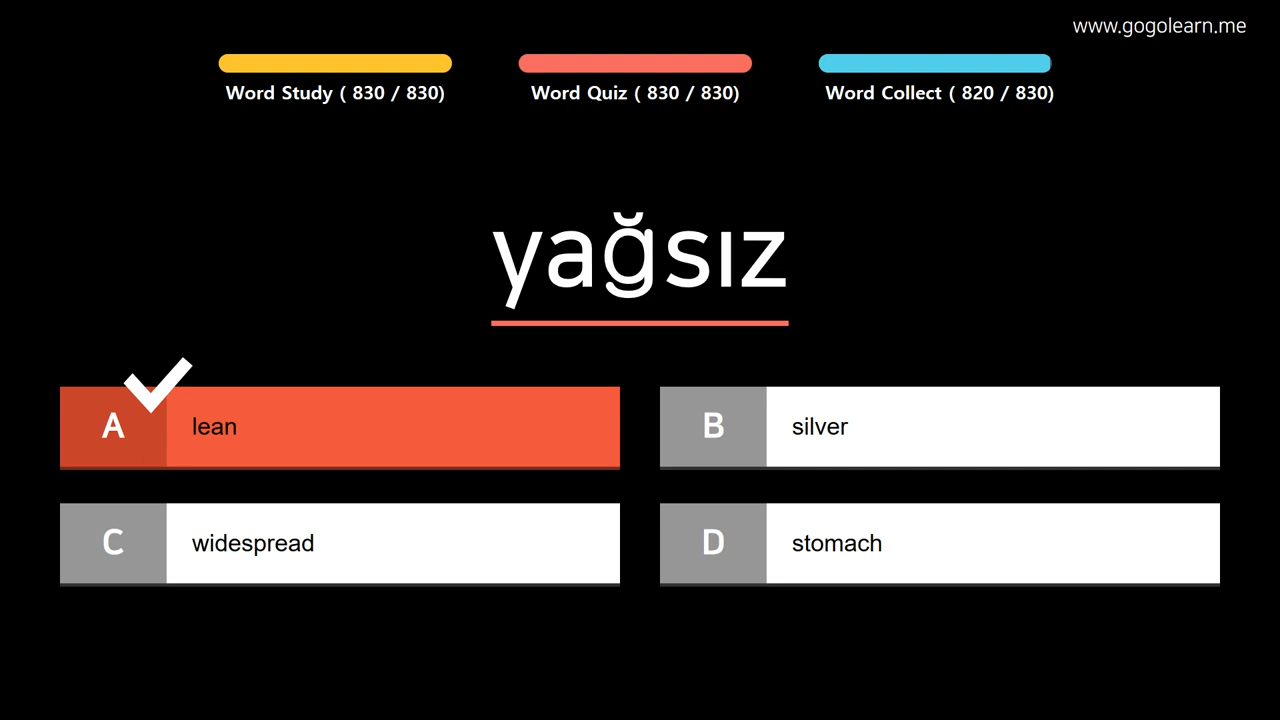 www.gogolearn.me
Word Study ( 830 / 830)
Word Quiz ( 830 / 830)
Word Collect ( 820 / 830)
yağsız
A lean
B silver
C widespread
D stomach